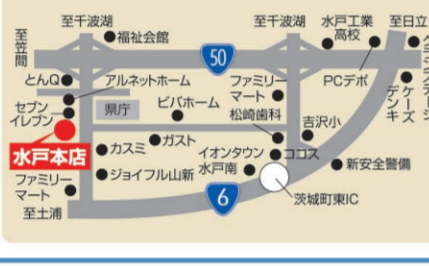 至千波湖
至千波湖
水戸工業
高校
至日立
至笠間
福祉会館
50
とんQ
アルネットホーム
ファミリー
マート
PCデポ
ケーズ
デンキ
セブン
イレブン
県庁
ビバホーム
松崎歯科
吉沢小
水戸本店
カスミ
ガスト
イオンタウン
水戸南
ココス
新安全警備
ファミリー
マート
ジョイフル山新
6
茨城町東IC
至土浦